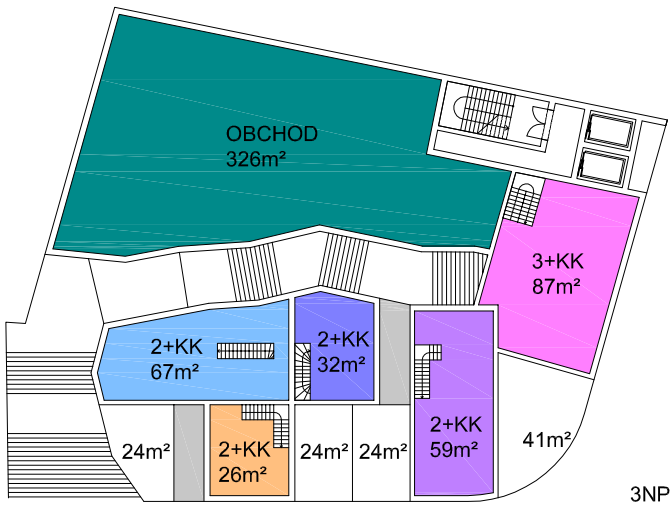 OBCHOD
326m²
3+KK
87m²
2+KK
67m²
2+KK
32m²
2+KK
59m²
2+KK
26m²
24m²
24m²
24m²
41m²
3NP